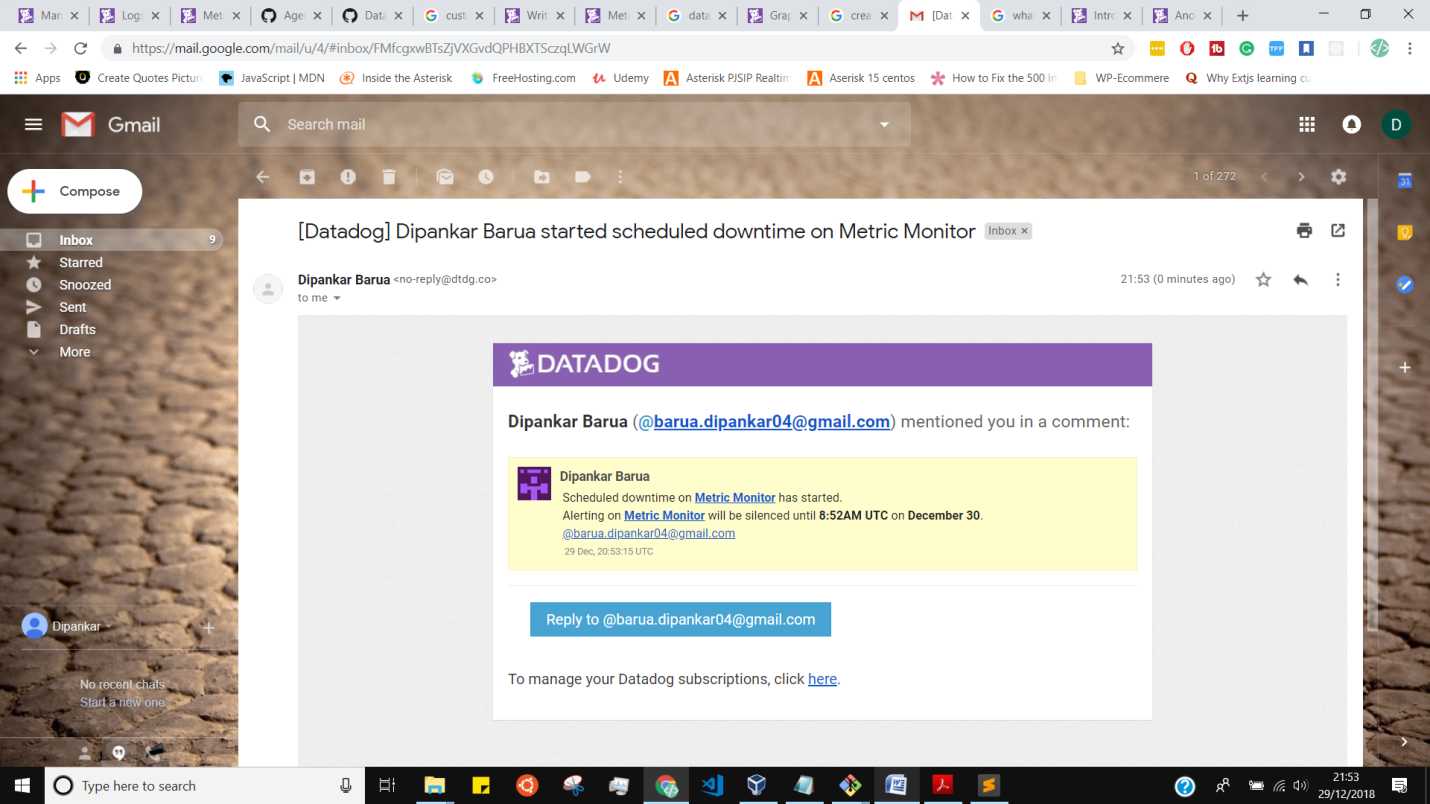 Man
Logs
Met
Agen
Data
cust
Writ
Met
data
Grap
crea
[Dat
wha
Intro
Ano
https://mail.google.com/mail/u/4/#inbox/FMfcgxwBTsZjVXGvdQPHBXTSczqLWGrW
Apps
Create Quotes Pictur
JavaScript | MDN
Inside the Asterisk
FreeHosting.com
Udemy
Asterisk PJSIP Realtim
Aserisk 15 centos
How to Fix the 500 In
WP-Ecommerce
Why Extjs learning cu
Gmail
Search mail
D
Compose
1 of 272
31
Inbox 9
Starred
Snoozed
Sent
Drafts
More
[Datadog] Dipankar Barua started scheduled downtime on Metric Monitor Inbox ×
Dipankar Barua <no-reply@dtdg.co> 21:53 (0 minutes ago)
to me
DATADOG
Dipankar Barua (@barua.dipankar04@gmail.com) mentioned you in a comment:
Dipankar Barua
Scheduled downtime on Metric Monitor has started.
Alerting on Metric Monitor will be silenced until 8:52AM UTC on December 30.
@barua.dipankar04@gmail.com
29 Dec, 20:53:15 UTC
Reply to @barua.dipankar04@gmail.com
To manage your Datadog subscriptions, click here.
Dipankar
No recent chats
Start a new one
Type here to search
21:53
29/12/2018